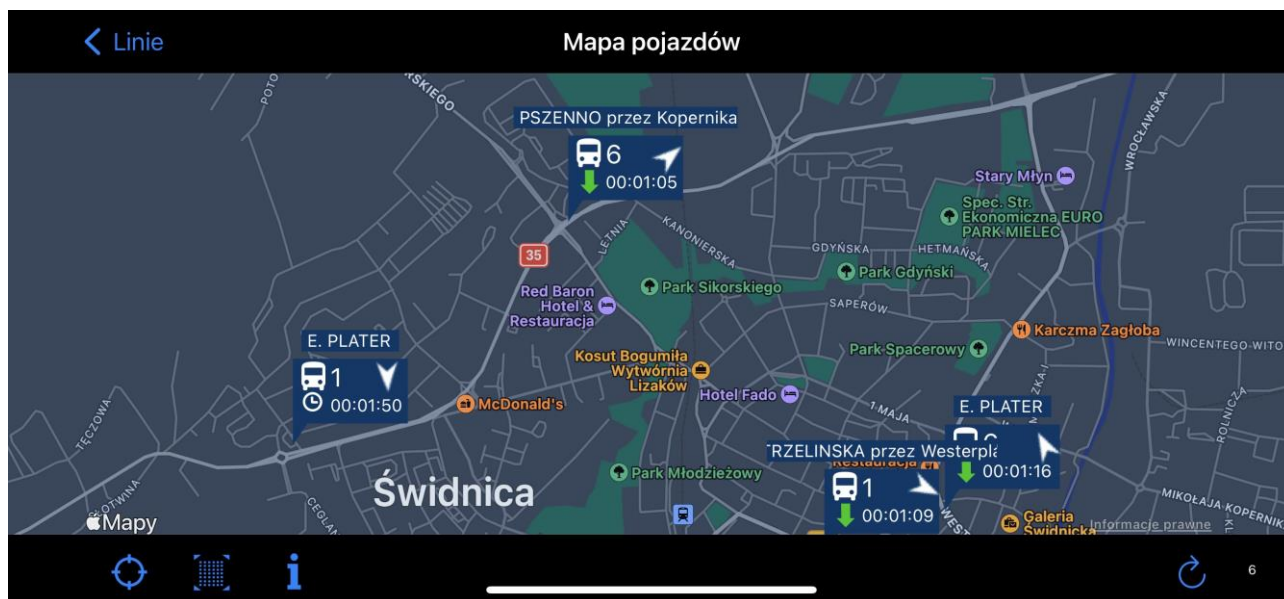 Linie
Mapa pojazdów
PSZENNO przez Kopernika
6
00:01:05
35
LETNIA
KANONIERSKA
GDYŃSKA
HETMAŃSKA
WROCŁAWSKA
Stary Młyn
Spec. Str.
Ekonomiczna EURO
PARK MIELEC
Park Gdyński
Park Sikorskiego
Red Baron
Hotel &
Restauracja
SAPERÓW
Karczma Zagłoba
WINCENTEGO WITO
Park Spacerowy
E. PLATER
1
00:01:50
McDonald's
Kosut Bogumiła
Wytwórnia
Lizaków
Hotel Fado
1 MAJA
E. PLATER
00:01:16
RZELINSKA przez Westerpla
Restauracja
1
00:01:09
TĘCZOWA
ROLNICZA
Park Młodzieżowy
Świdnica
MIKOŁAJA KOPERNIK
Galeria
Świdnicka
Informacje prawne
Mapy
6